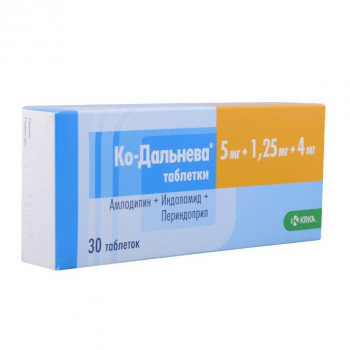 Ко-Дальнева®
таблетки
5 мг + 1,25 мг + 4 мг
Амлодипин + Индапамид +
Периндоприл
30 таблеток
KRKA